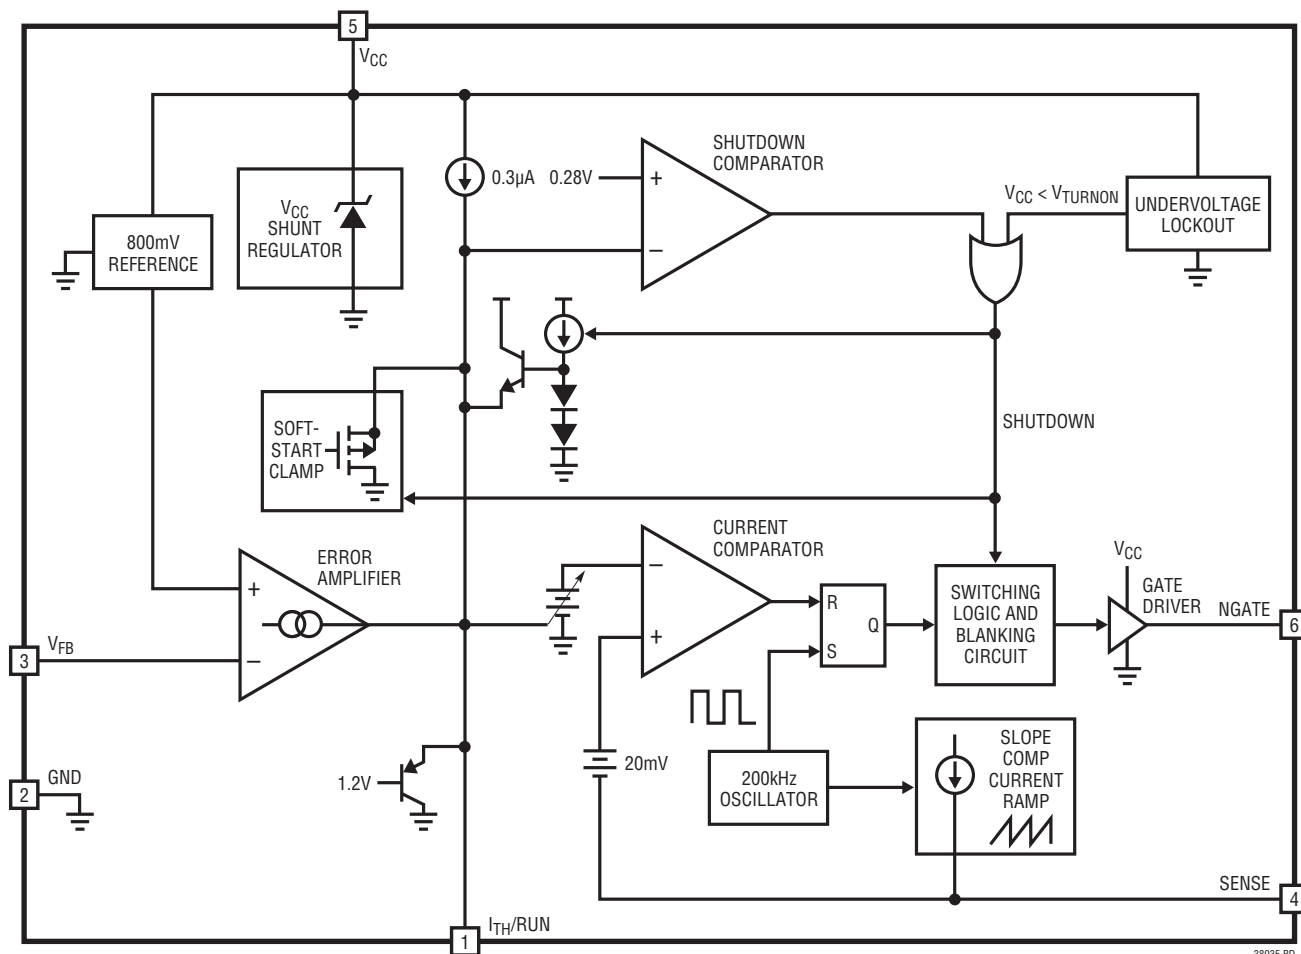 5
VCC
SHUTDOWN
COMPARATOR
0.3µA
0.28V
+
−
VCC < VTURNON
UNDERVOLTAGE
LOCKOUT
VCC
SHUNT
REGULATOR
800mV
REFERENCE
SOFT-
START
CLAMP
SHUTDOWN
ERROR
AMPLIFIER
+
−
CURRENT
COMPARATOR
−
+
R
Q
S
SWITCHING
LOGIC AND
BLANKING
CIRCUIT
VCC
GATE
DRIVER
NGATE
6
3
VFB
2
GND
1.2V
20mV
200kHz
OSCILLATOR
SLOPE
COMP
CURRENT
RAMP
SENSE
4
1
ITH/RUN